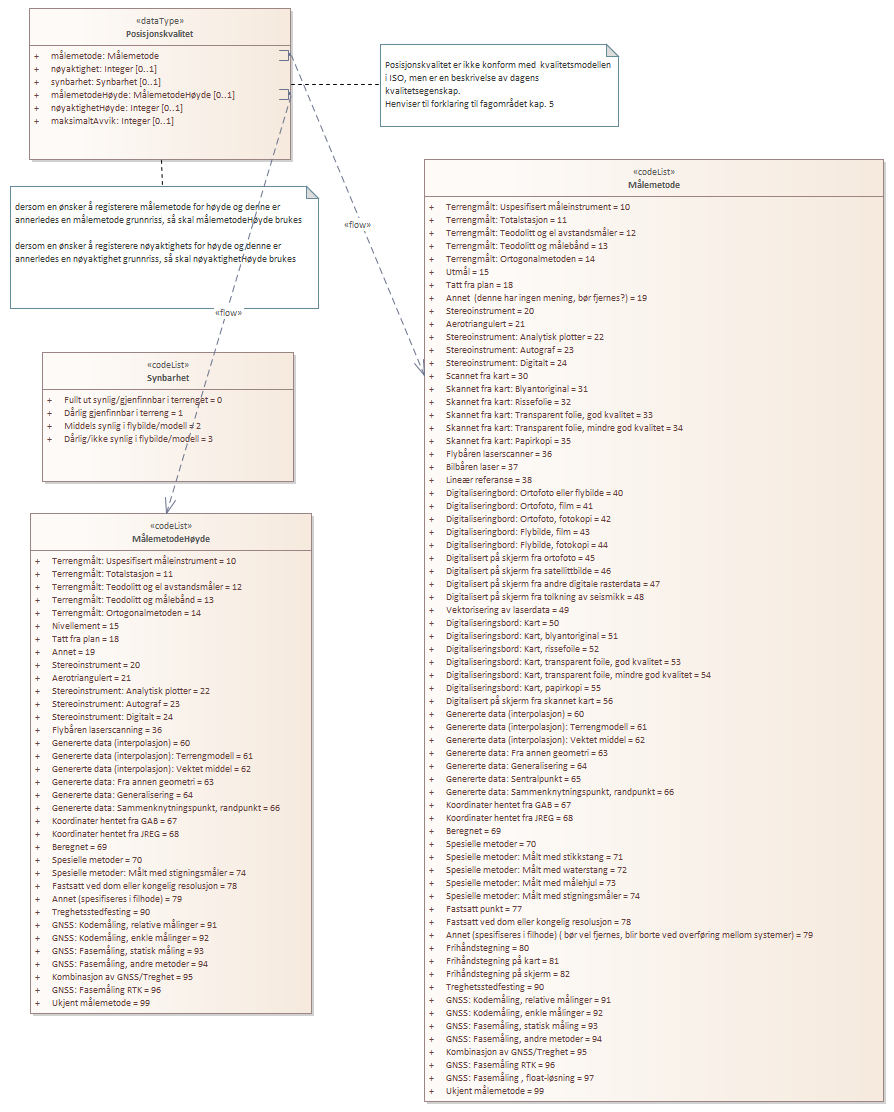 «dataType»
Posisjonskvalitet
+ målemetode: Målemetode
+ nøyaktighet: Integer [0..1]
+ synbarhet: Synbarhet [0..1]
+ målemetodeHøyde: MålemetodeHøyde [0..1]
+ nøyaktighetHøyde: Integer [0..1]
+ maksimaltAvvik: Integer [0..1]
Posisjonskvalitet er ikke konform med kvalitetsmodellen
i ISO, men er en beskrivelse av dagens
kvalitetsegenskap.
Henviser til forklaring til fagområdet kap. 5
dersom en ønsker å registerere målemetode for høyde og denne er
annerledes en målemetode grunnriss, så skal målemetodeHøyde brukes
dersom en ønsker å registerere nøyaktighets for høyde og denne er
annerledes en nøyaktighet grunnriss, så skal nøyaktighetHøyde brukes
«flow»
«flow»
«codeList»
Synbarhet
+ Fullt ut synlig/gjenfinnbar i terrenget = 0
+ Dårlig gjenfinnbar i terreng = 1
+ Middels synlig i flybilde/modell = 2
+ Dårlig/ikke synlig i flybilde/modell = 3
«codeList»
MålemetodeHøyde
+ Terrengmålt: Uspesifisert måleinstrument = 10
+ Terrengmålt: Totalstasjon = 11
+ Terrengmålt: Teodolitt og el avstandsmåler = 12
+ Terrengmålt: Teodolitt og målebånd = 13
+ Terrengmålt: Ortogonalmetoden = 14
+ Nivellement = 15
+ Tatt fra plan = 18
+ Annet = 19
+ Stereoinstrument = 20
+ Aerotriangulert = 21
+ Stereoinstrument: Analytisk plotter = 22
+ Stereoinstrument: Autograf = 23
+ Stereoinstrument: Digitalt = 24
+ Flybåren laserscanning = 36
+ Genererte data (interpolasjon) = 60
+ Genererte data (interpolasjon): Terrengmodell = 61
+ Genererte data (interpolasjon): Vektet middel = 62
+ Genererte data: Fra annen geometri = 63
+ Genererte data: Generalisering = 64
+ Genererte data: Sammenknytningspunkt, randpunkt = 66
+ Koordinater hentet fra GAB = 67
+ Koordinater hentet fra JREG = 68
+ Beregnet = 69
+ Spesielle metoder = 70
+ Spesielle metoder: Målt med stigningsmåler = 74
+ Fastsatt ved dom eller kongelig resolusjon = 78
+ Annet (spesifiseres i filhode) = 79
+ Treghetsstedfesting = 90
+ GNSS: Kodemåling, relative målinger = 91
+ GNSS: Kodemåling, enkle målinger = 92
+ GNSS: Fasemåling, statisk måling = 93
+ GNSS: Fasemåling, andre metoder = 94
+ Kombinasjon av GNSS/Treghet = 95
+ GNSS: Fasemåling RTK = 96
+ Ukjent målemetode = 99
«codeList»
Målemetode
+ Terrengmålt: Uspesifisert måleinstrument = 10
+ Terrengmålt: Totalstasjon = 11
+ Terrengmålt: Teodolitt og el avstandsmåler = 12
+ Terrengmålt: Teodolitt og målebånd = 13
+ Terrengmålt: Ortogonalmetoden = 14
+ Utmål = 15
+ Tatt fra plan = 18
+ Annet (denne har ingen mening, bør fjernes?) = 19
+ Stereoinstrument = 20
+ Aerotriangulert = 21
+ Stereoinstrument: Analytisk plotter = 22
+ Stereoinstrument: Autograf = 23
+ Stereoinstrument: Digitalt = 24
+ Scannet fra kart = 30
+ Skannet fra kart: Blyantoriginal = 31
+ Skannet fra kart: Rissefolie = 32
+ Skannet fra kart: Transparent folie, god kvalitet = 33
+ Skannet fra kart: Transparent folie, mindre god kvalitet = 34
+ Skannet fra kart: Papirkopi = 35
+ Flybåren laserscanner = 36
+ Bilbåren laser = 37
+ Lineær referanse = 38
+ Digitaliseringbord: Ortofoto eller flybilde = 40
+ Digitaliseringbord: Ortofoto, film = 41
+ Digitaliseringbord: Ortofoto, fotokopi = 42
+ Digitaliseringbord: Flybilde, film = 43
+ Digitaliseringbord: Flybilde, fotokopi = 44
+ Digitalisert på skjerm fra ortofoto = 45
+ Digitalisert på skjerm fra satellittbilde = 46
+ Digitalisert på skjerm fra andre digitale rasterdata = 47
+ Digitalisert på skjerm fra tolkning av seismikk = 48
+ Vektorisering av laserdata = 49
+ Digitaliseringsbord: Kart = 50
+ Digitaliseringsbord: Kart, blyantoriginal = 51
+ Digitaliseringsbord: Kart, rissefoile = 52
+ Digitaliseringsbord: Kart, transparent foile, god kvalitet = 53
+ Digitaliseringsbord: Kart, transparent foile, mindre god kvalitet = 54
+ Digitaliseringsbord: Kart, papirkopi = 55
+ Digitalisert på skjerm fra skannet kart = 56
+ Genererte data (interpolasjon) = 60
+ Genererte data (interpolasjon): Terrengmodell = 61
+ Genererte data (interpolasjon): Vektet middel = 62
+ Genererte data: Fra annen geometri = 63
+ Genererte data: Generalisering = 64
+ Genererte data: Sentralpunkt = 65
+ Genererte data: Sammenknytningspunkt, randpunkt = 66
+ Koordinater hentet fra GAB = 67
+ Koordinater hentet fra JREG = 68
+ Beregnet = 69
+ Spesielle metoder = 70
+ Spesielle metoder: Målt med stikkstang = 71
+ Spesielle metoder: Målt med waterstang = 72
+ Spesielle metoder: Målt med målehjul = 73
+ Spesielle metoder: Målt med stigningsmåler = 74
+ Fastsatt punkt = 77
+ Fastsatt ved dom eller kongelig resolusjon = 78
+ Annet (spesifiseres i filhode) ( bør vel fjernes, blir borte ved overføring mellom systemer) = 79
+ Frihåndstegning = 80
+ Frihåndstegning på kart = 81
+ Frihåndstegning på skjerm = 82
+ Treghetsstedfesting = 90
+ GNSS: Kodemåling, relative målinger = 91
+ GNSS: Kodemåling, enkle målinger = 92
+ GNSS: Fasemåling, statisk måling = 93
+ GNSS: Fasemåling, andre metoder = 94
+ Kombinasjon av GNSS/Treghet = 95
+ GNSS: Fasemåling RTK = 96
+ GNSS: Fasemåling , float-løsning = 97
+ Ukjent målemetode = 99